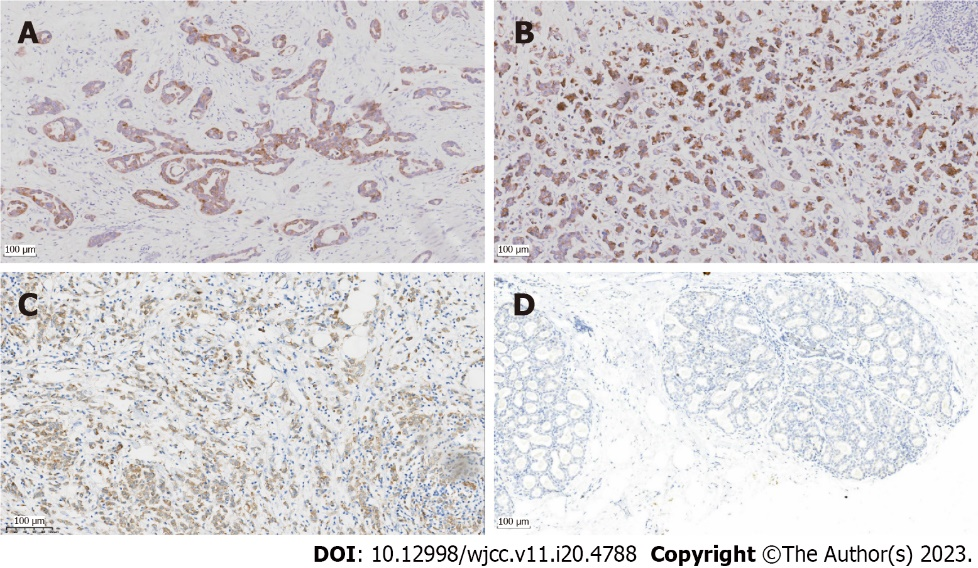 A
B
100 μm
100 μm
C
D
100 μm
100 μm
DOI: 10.12998/wjcc.v11.i20.4788 Copyright ©The Author(s) 2023.